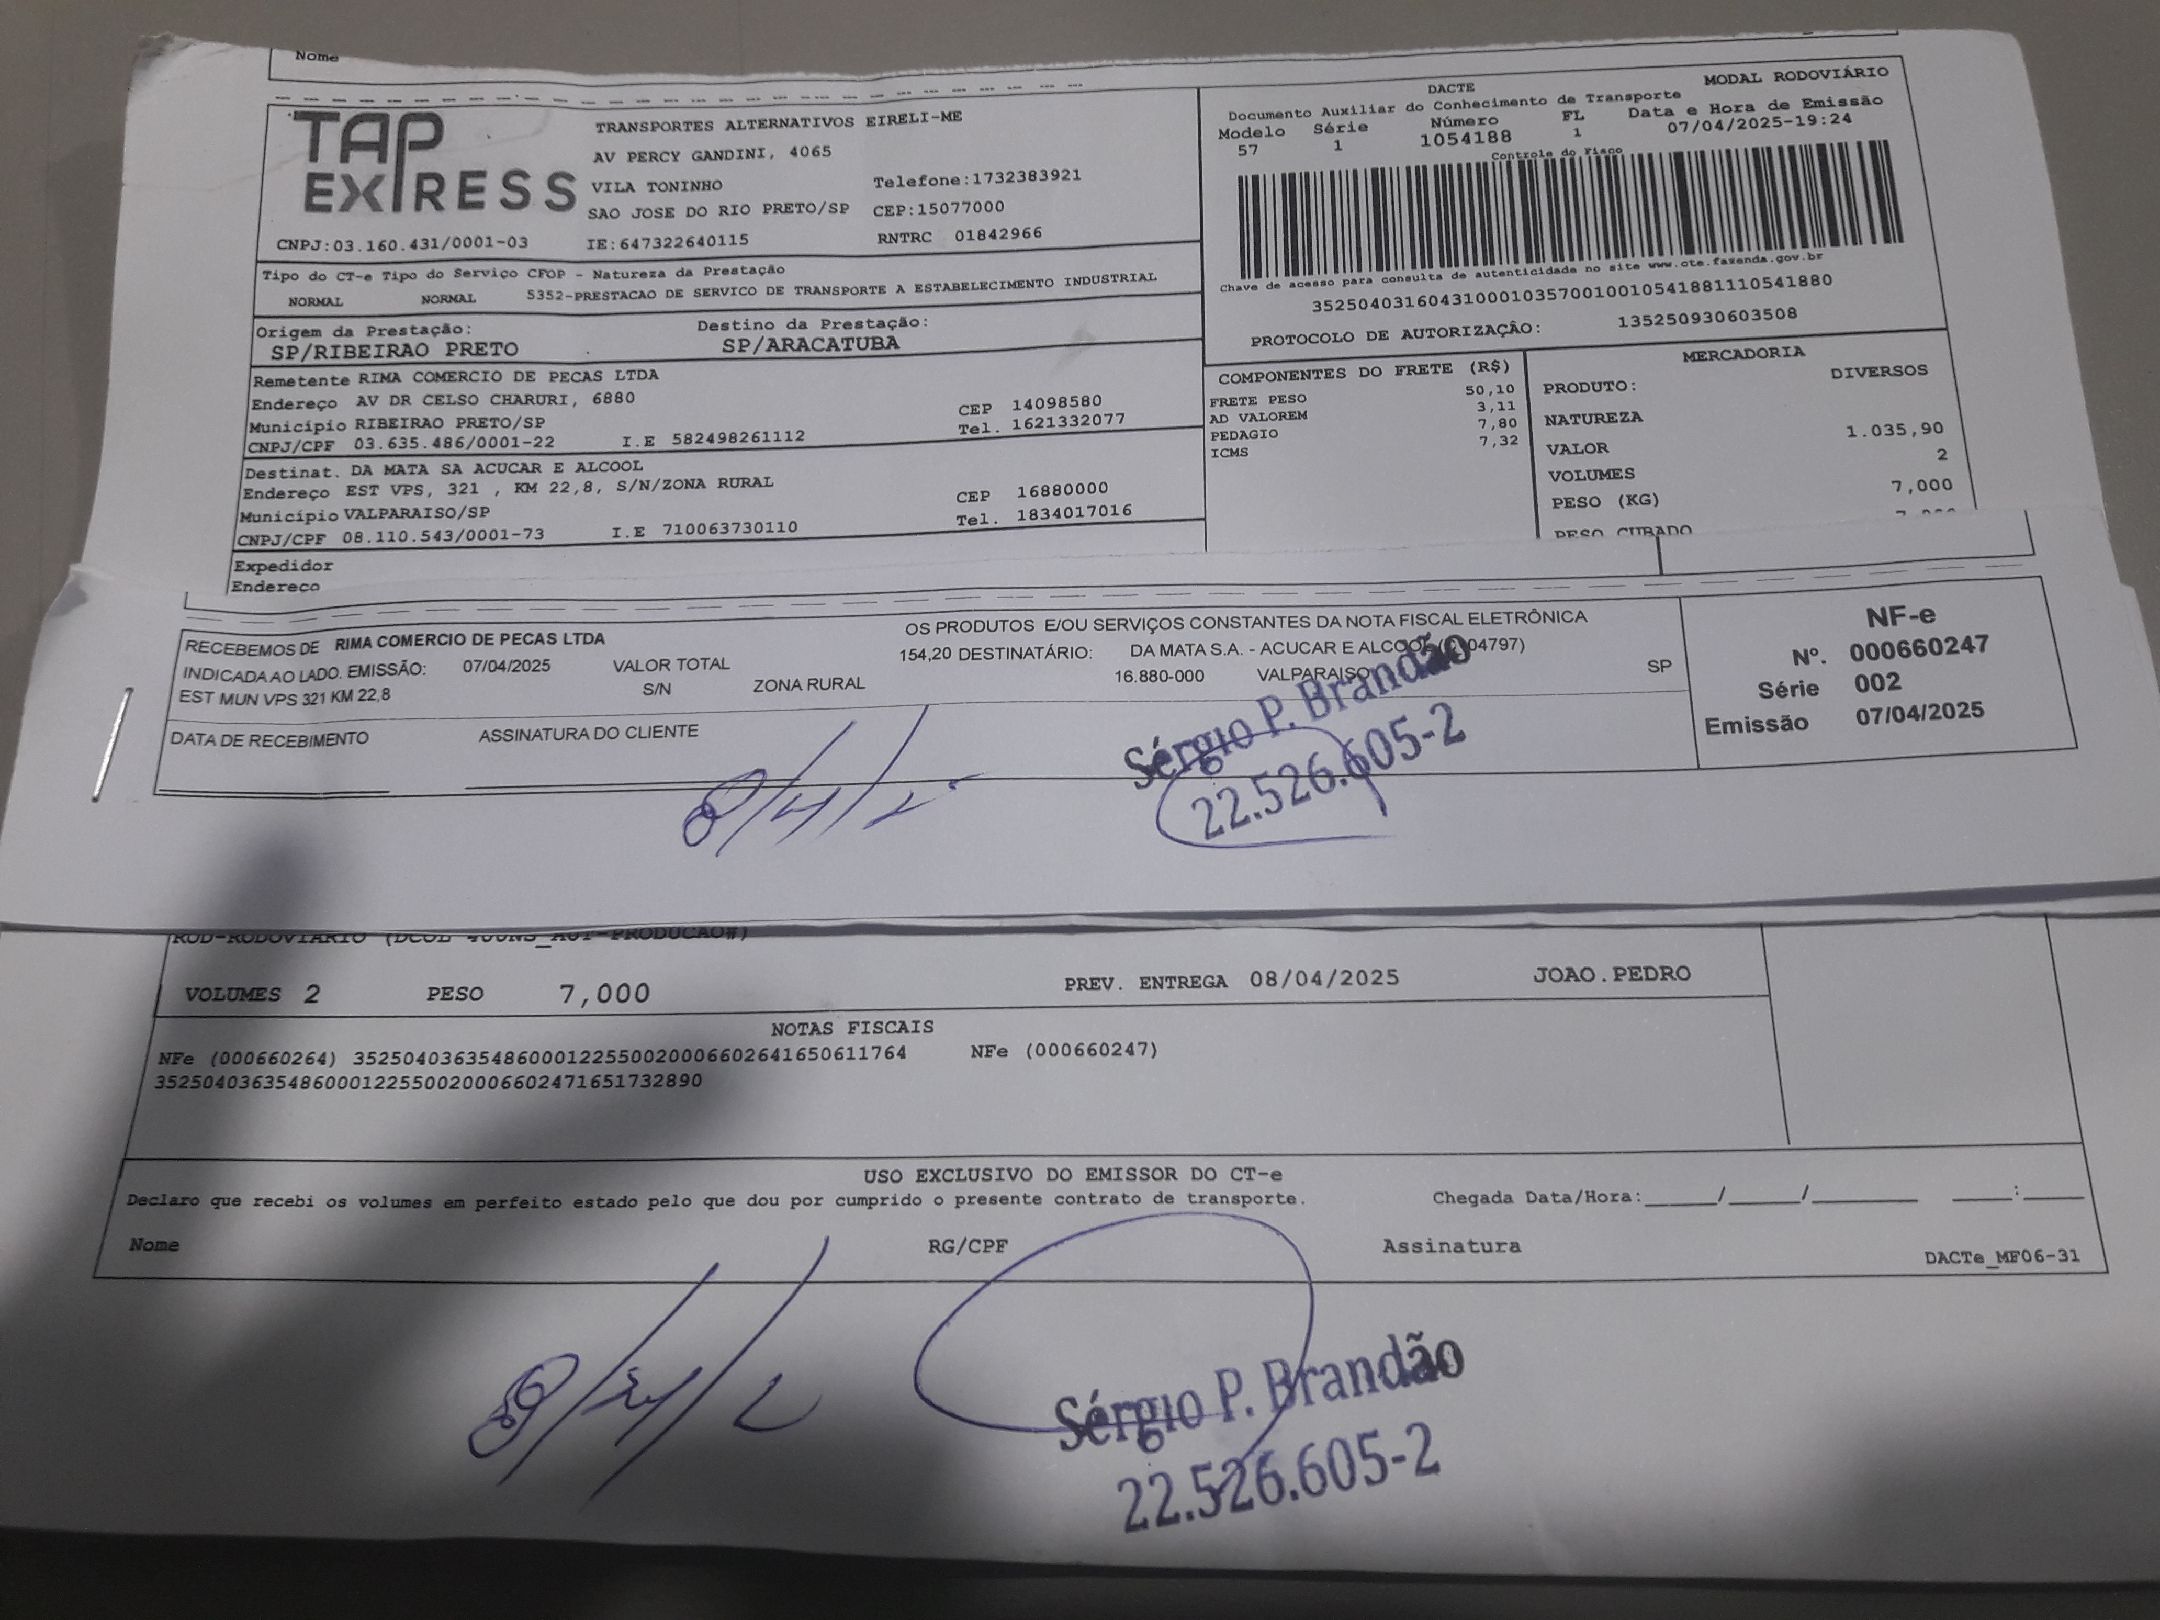 Nome
TAP EXPRESS
TRANSPORTES ALTERNATIVOS EIRELI-ME
AV PERCY GANDINI, 4065
VILA TONINHO Telefone:1732383921
SAO JOSE DO RIO PRETO/SP CEP:15077000
CNPJ:03.160.431/0001-03 IE:647322640115 RNTRC 01842966
DACTE MODAL RODOVIÁRIO
Documento Auxiliar do Conhecimento de Transporte
Modelo Série Número FL Data e Hora de Emissão
57 1 1054188 1 07/04/2025-19:24
Controle do Fisco
Chave de acesso para consulta de autenticidade no site www.cte.fazenda.gov.br
35250403160431000103570010010541881110541880
PROTOCOLO DE AUTORIZAÇÃO: 135250930603508
Tipo do CT-e Tipo do Serviço CFOP - Natureza da Prestação
NORMAL NORMAL 5352-PRESTACAO DE SERVICO DE TRANSPORTE A ESTABELECIMENTO INDUSTRIAL
Origem da Prestação: Destino da Prestação:
SP/RIBEIRAO PRETO SP/ARACATUBA
Remetente RIMA COMERCIO DE PECAS LTDA
Endereço AV DR CELSO CHARURI, 6880 CEP 14098580
Município RIBEIRAO PRETO/SP Tel. 1621332077
CNPJ/CPF 03.635.486/0001-22 I.E 582498261112
Destinat. DA MATA SA ACUCAR E ALCOOL
Endereço EST VPS, 321 , KM 22,8, S/N/ZONA RURAL CEP 16880000
Município VALPARAISO/SP Tel. 1834017016
CNPJ/CPF 08.110.543/0001-73 I.E 710063730110
Expedidor
Endereço
COMPONENTES DO FRETE (R$)
FRETE PESO 50,10
AD VALOREM 3,11
PEDAGIO 7,80
ICMS 7,32
MERCADORIA
PRODUTO: DIVERSOS
NATUREZA
VALOR 1.035,90
VOLUMES 2
PESO (KG) 7,000
PESO CUBADO
RECEBEMOS DE RIMA COMERCIO DE PECAS LTDA OS PRODUTOS E/OU SERVIÇOS CONSTANTES DA NOTA FISCAL ELETRÔNICA
INDICADA AO LADO. EMISSÃO: 07/04/2025 VALOR TOTAL 154,20 DESTINATÁRIO: DA MATA S.A. - ACUCAR E ALCOOL
EST MUN VPS 321 KM 22,8 S/N ZONA RURAL 16.880-000 VALPARAISO SP
DATA DE RECEBIMENTO ASSINATURA DO CLIENTE
NF-e
Nº. 000660247
Série 002
Emissão 07/04/2025
8/4/
Sérgio P. Brandão
22.526.605-2
VOLUMES 2 PESO 7,000 PREV. ENTREGA 08/04/2025 JOAO.PEDRO
NOTAS FISCAIS
NFe (000660264) 35250403635486000122550020006602641650611764 NFe (000660247)
35250403635486000122550020006602471651732890
USO EXCLUSIVO DO EMISSOR DO CT-e
Declaro que recebi os volumes em perfeito estado pelo que dou por cumprido o presente contrato de transporte. Chegada Data/Hora:____/____/______ ____:____
Nome RG/CPF Assinatura
DACTe_MF06-31
Sérgio P. Brandão
22.526.605-2